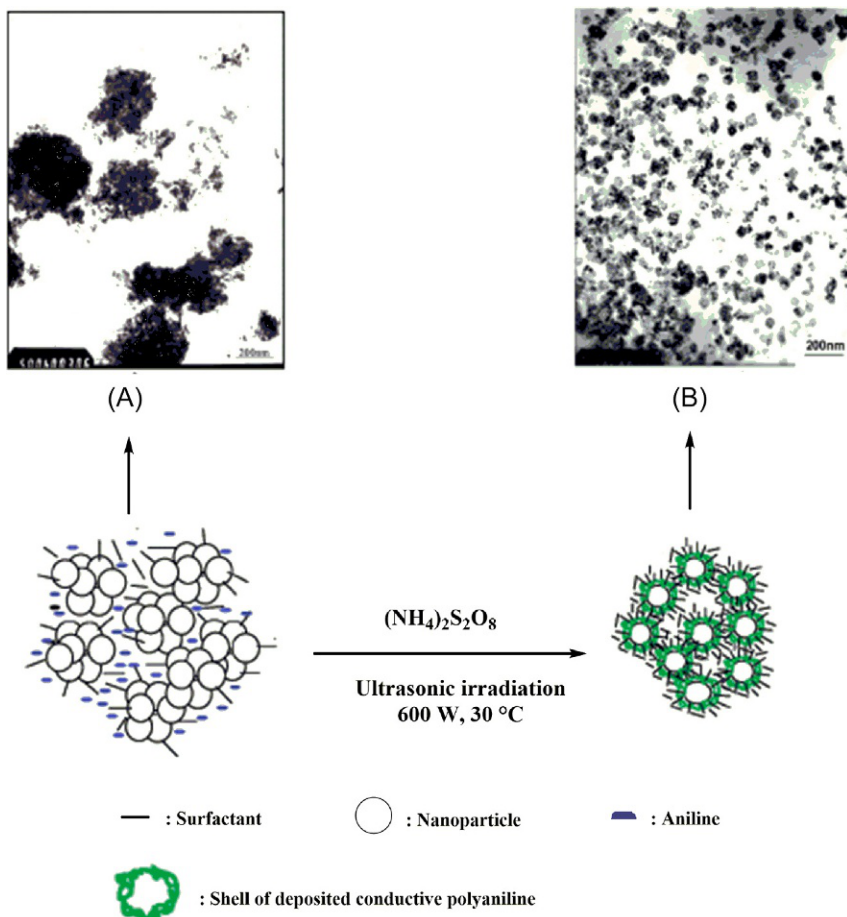 200nm
200nm
(A)
(B)
(NH4)2S2O8
Ultrasonic irradiation
600 W, 30 °C
— : Surfactant
: Nanoparticle
: Aniline
: Shell of deposited conductive polyaniline